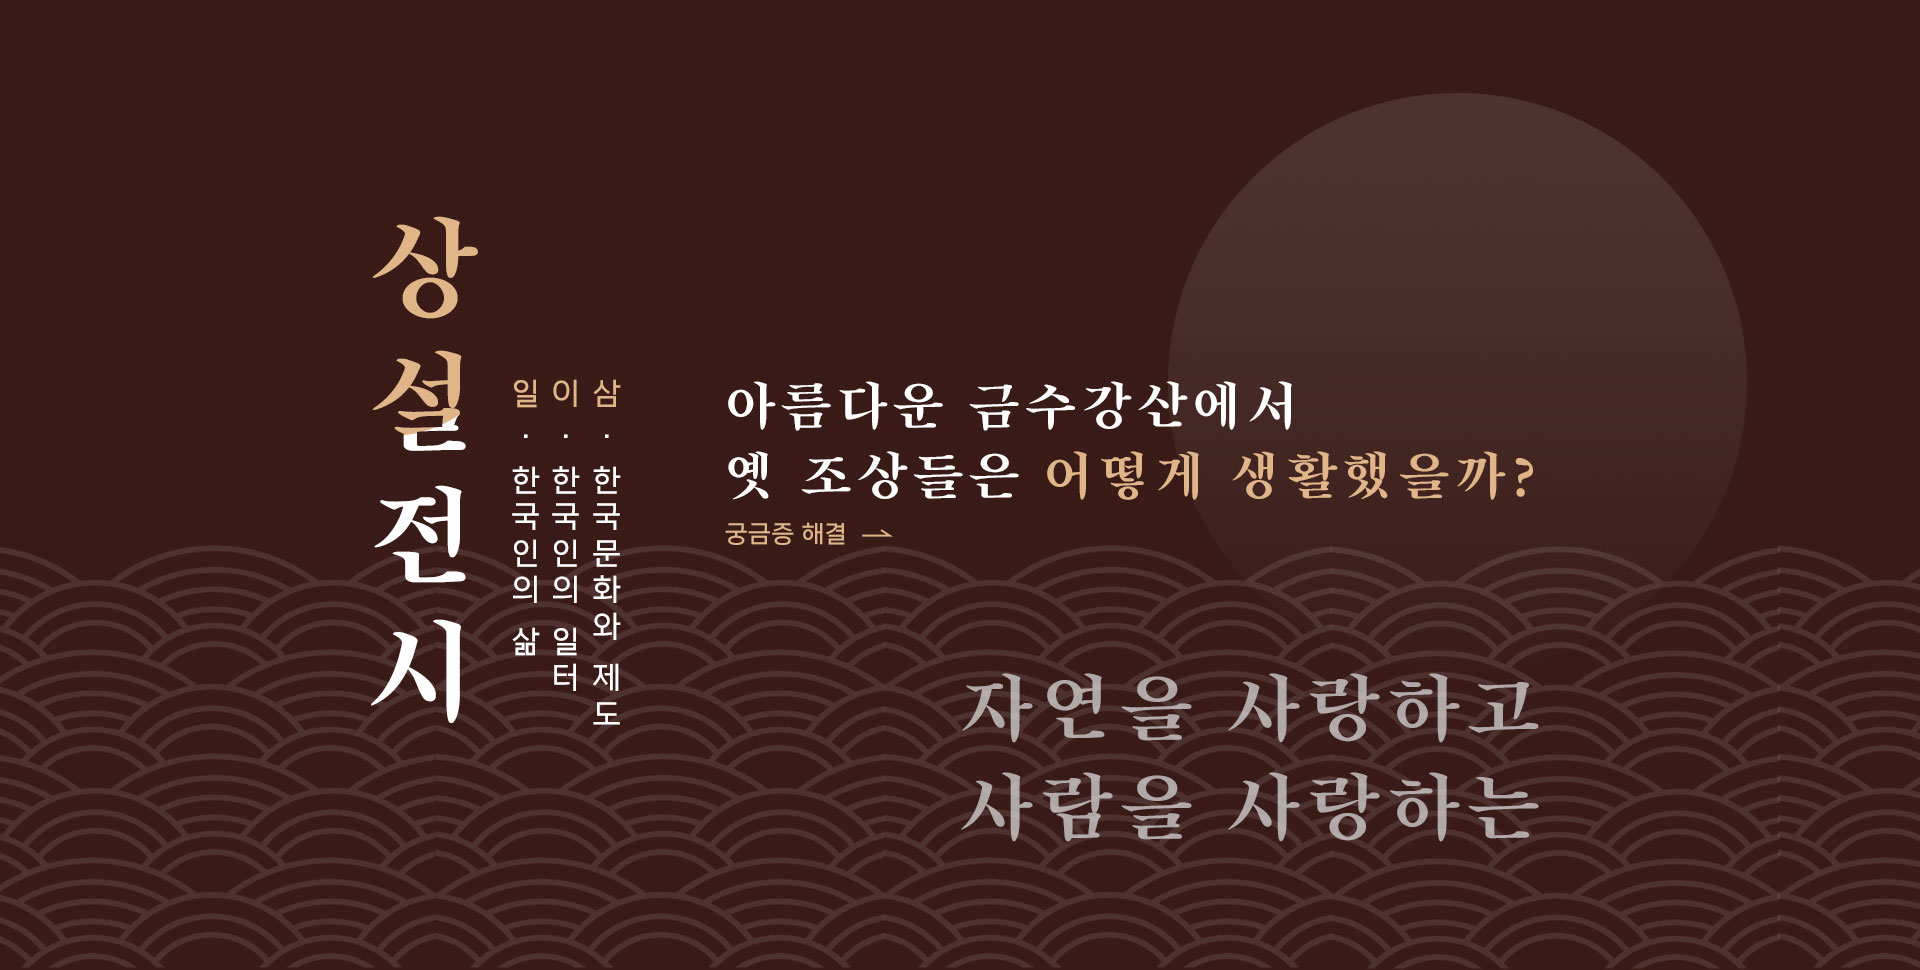 상설전시
일 · 한국인의 삶
이 · 한국인의 일터
삼 · 한국문화와 제도
아름다운 금수강산에서
옛 조상들은 어떻게 생활했을까?
궁금증 해결
자연을 사랑하고
사람을 사랑하는